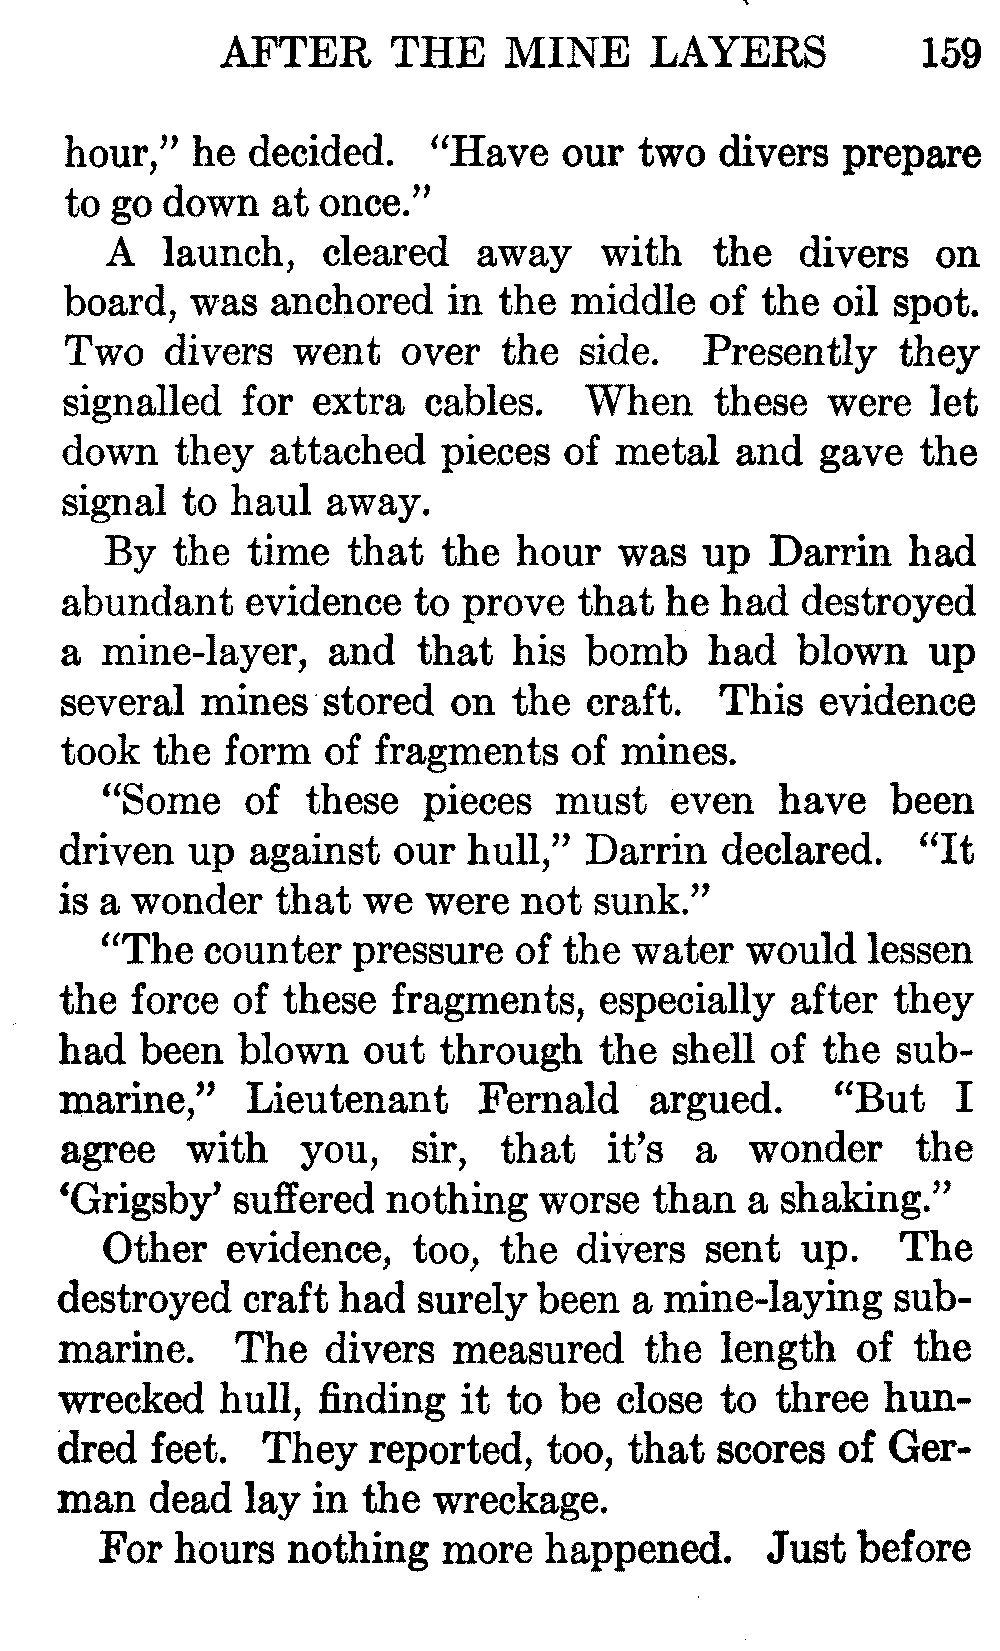 AFTER THE MINE LAYERS 159
hour,” he decided. “Have our two divers prepare
to go down at once.”
A launch, cleared away with the divers on
board, was anchored in the middle of the oil spot.
Two divers went over the side. Presently they
signalled for extra cables. When these were let
down they attached pieces of metal and gave the
signal to haul away.
By the time that the hour was up Darrin had
abundant evidence to prove that he had destroyed
a mine-layer, and that his bomb had blown up
several mines stored on the craft. This evidence
took the form of fragments of mines.
“Some of these pieces must even have been
driven up against our hull,” Darrin declared. “It
is a wonder that we were not sunk.”
“The counter pressure of the water would lessen
the force of these fragments, especially after they
had been blown out through the shell of the sub-
marine,” Lieutenant Fernald argued. “But I
agree with you, sir, that it’s a wonder the
‘Grigsby’ suffered nothing worse than a shaking.”
Other evidence, too, the divers sent up. The
destroyed craft had surely been a mine-laying sub-
marine. The divers measured the length of the
wrecked hull, finding it to be close to three hun-
dred feet. They reported, too, that scores of Ger-
man dead lay in the wreckage.
For hours nothing more happened. Just before